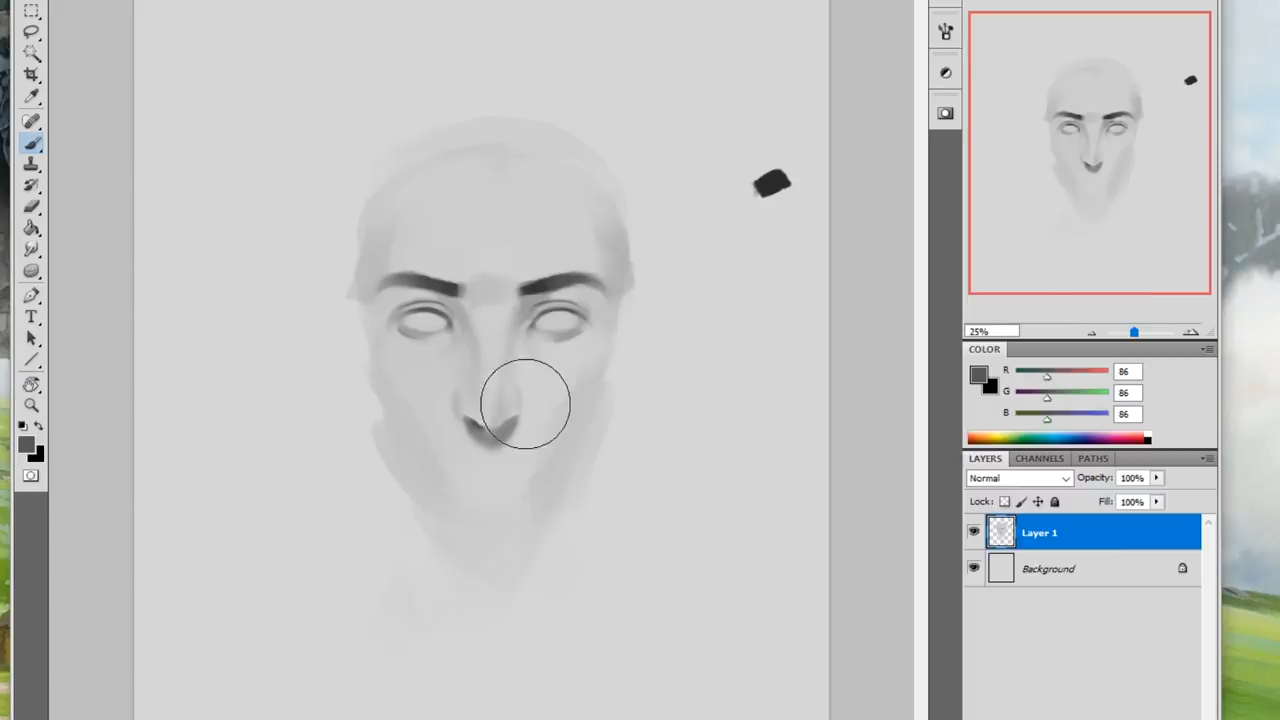 25%
COLOR
R 86
G 86
B 86
LAYERS CHANNELS PATHS
Normal Opacity: 100%
Lock: Fill: 100%
Layer 1
Background
T